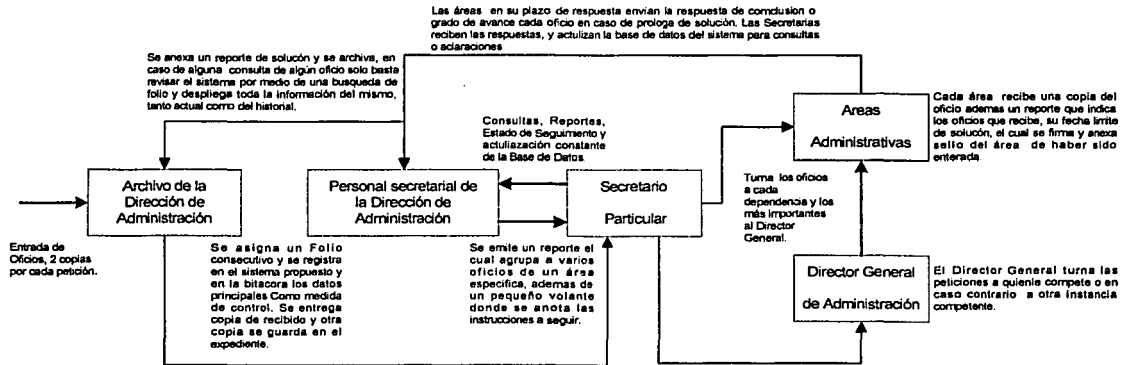 Las áreas en su plazo de respuesta envían la respuesta de comclusion o
grado de avance cada oficio en caso de prologa de solución. Las Secretarias
reciben las respuestas, y actulizan la base de datos del sistema para consultas
o aclaraciones
Se anexa un reporte de solucón y se archiva, en
caso de alguna consulta de algún oficio solo basta
revisar el sistema por medio de una busqueda de
folio y despliega toda la información del mismo,
tanto actual como del historial.
Consultas, Reportes,
Estado de Seguimiento y
actuliazación constante
de la Base de Datos
Areas
Administrativas
Cada área recibe una copia del
oficio ademas un reporte que indica
los oficios que recibe, su fecha limite
de solucón, el cual se firma y anexa
sello del área de haber sido
enterada
Archivo de la
Dirección de
Administración
Personal secretarial de
la Dirección de
Administración
Secretario
Particular
Turna los oficios
a cada
dependencia y los
más importantes
al Director
General.
Entrada de
Oficios, 2 copias
por cada petición.
Se asigna un Folio
consecutivo y se registra
en el sistema propuesto y
en la bitacora los datos
principales Como medida
de control. Se entrega
copia de recibido y otra
copia se guarda en el
expediente.
Se emite un reporte el
cual agrupa a varios
oficios de un área
especifica, ademas de
un pequeño volante
donde se anota las
instrucciones a seguir.
Director General
de Administración
El Director General turna las
peticiones a quienle compete o en
caso contrario a otra instancia
competente.